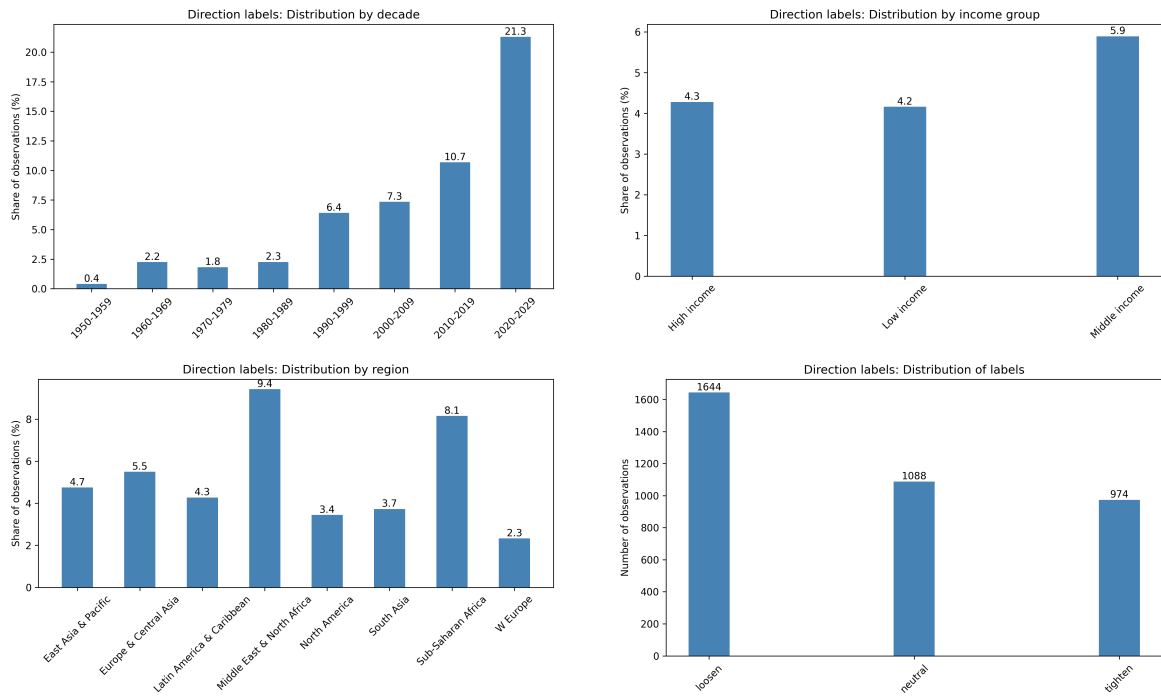 Direction labels: Distribution by decade
Share of observations (%)
20.0
17.5
15.0
12.5
10.0
7.5
5.0
2.5
0.0
0.4
2.2
1.8
2.3
6.4
7.3
10.7
21.3
1950-1959
1960-1969
1970-1979
1980-1989
1990-1999
2000-2009
2010-2019
2020-2029
Direction labels: Distribution by income group
Share of observations (%)
6
5
4
3
2
1
0
4.3
4.2
5.9
High income
Low income
Middle income
Direction labels: Distribution by region
Share of observations (%)
8
6
4
2
0
4.7
5.5
4.3
9.4
3.4
3.7
8.1
2.3
East Asia & Pacific
Europe & Central Asia
Latin America & Caribbean
Middle East & North Africa
North America
South Asia
Sub-Saharan Africa
W Europe
Direction labels: Distribution of labels
Number of observations
1600
1400
1200
1000
800
600
400
200
0
1644
1088
974
loosen
neutral
tighten